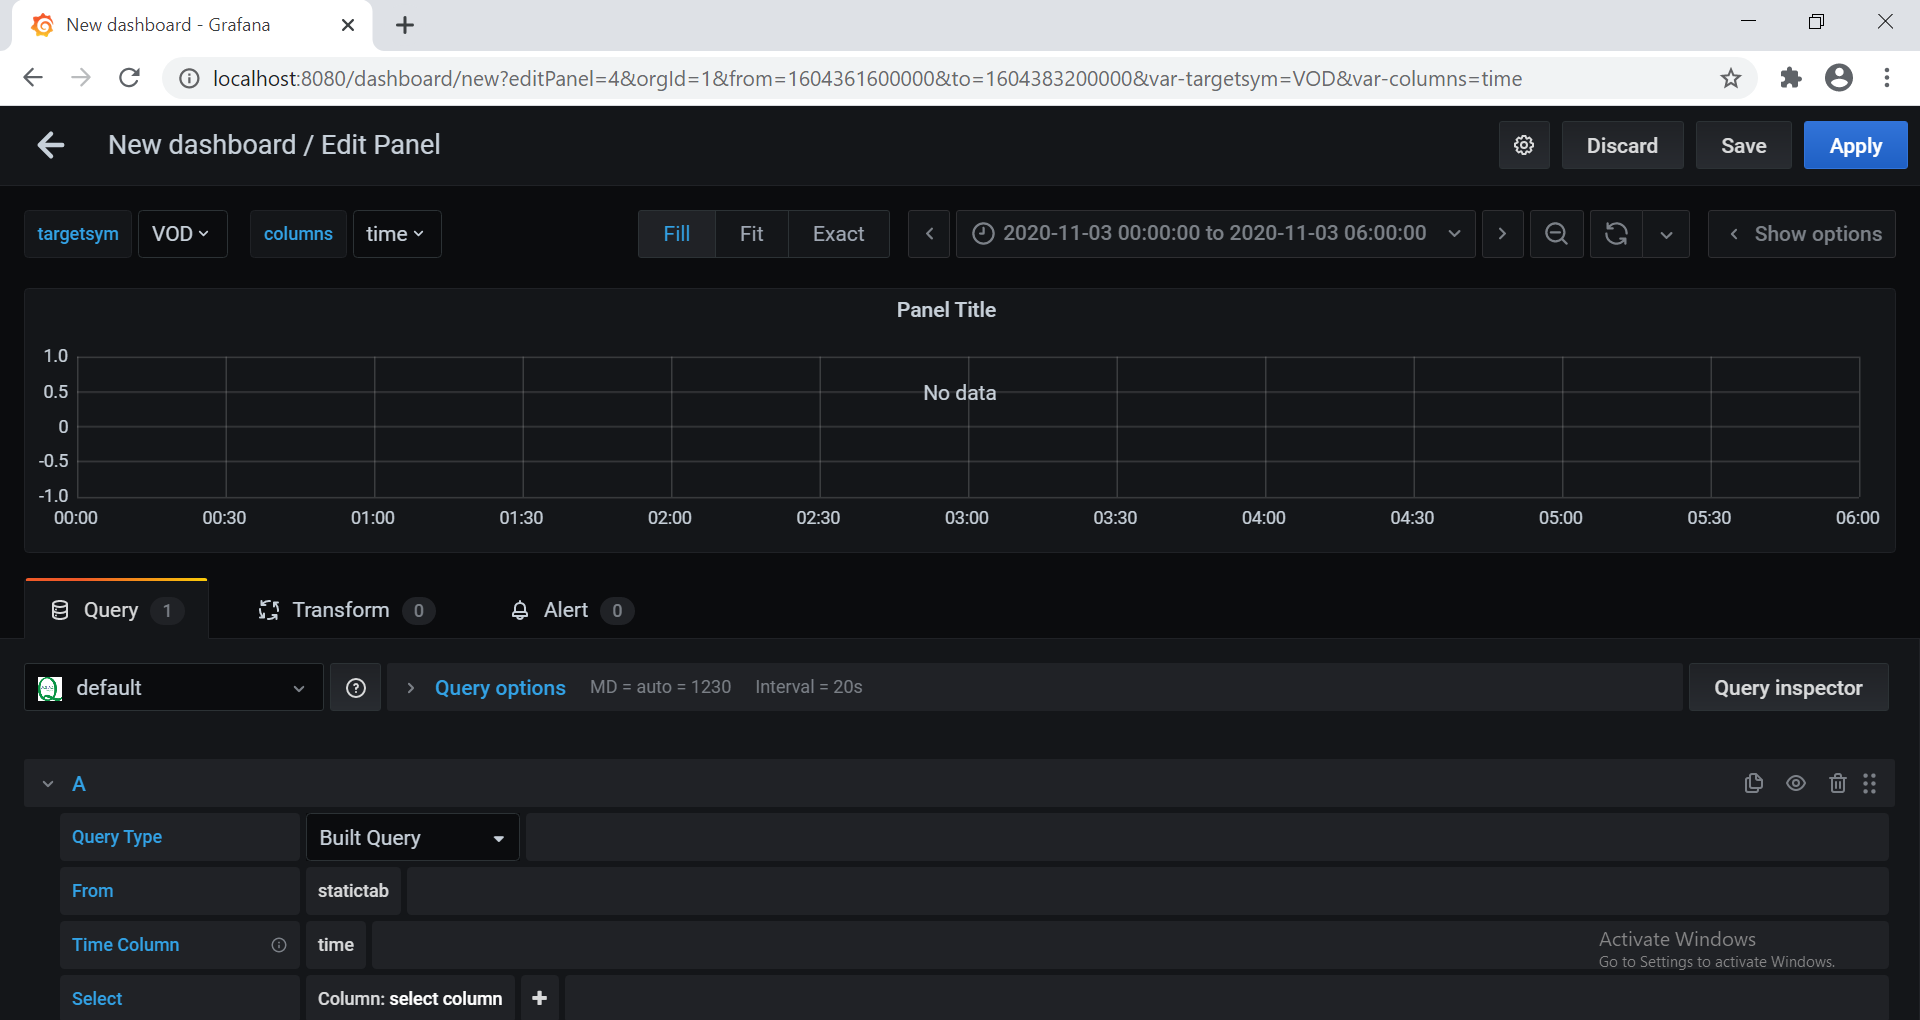 New dashboard - Grafana
localhost:8080/dashboard/new?editPanel=4&orgId=1&from=1604361600000&to=1604383200000&var-targetsym=VOD&var-columns=time
New dashboard / Edit Panel
Discard
Save
Apply
targetsym
VOD
columns
time
Fill
Fit
Exact
2020-11-03 00:00:00 to 2020-11-03 06:00:00
Show options
Panel Title
1.0
0.5
0
-0.5
-1.0
No data
00:00
00:30
01:00
01:30
02:00
02:30
03:00
03:30
04:00
04:30
05:00
05:30
06:00
Query 1
Transform 0
Alert 0
default
Query options
MD = auto = 1230
Interval = 20s
Query inspector
A
Query Type
Built Query
From
statictab
Time Column
time
Select
Column: select column
Activate Windows
Go to Settings to activate Windows.